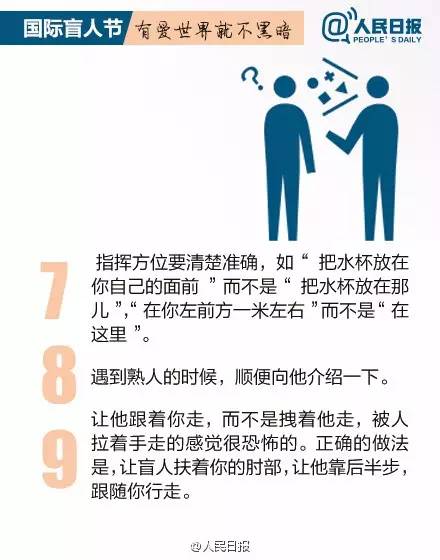 国际盲人节 有爱世界就不黑暗 @人民日报
PEOPLE'S DAILY
?
7
指挥方位要清楚准确，如“ 把水杯放在
你自己的面前 ”而不是“ 把水杯放在那
儿”，“在你左前方一米左右”而不是“在
这里 ”。
8
遇到熟人的时候，顺便向他介绍一下。
9
让他跟着你走，而不是拽着他走，被人
拉着手走的感觉很恐怖的。正确的做法
是，让盲人扶着你的肘部，让他靠后半步，
跟随你行走。
@人民日报